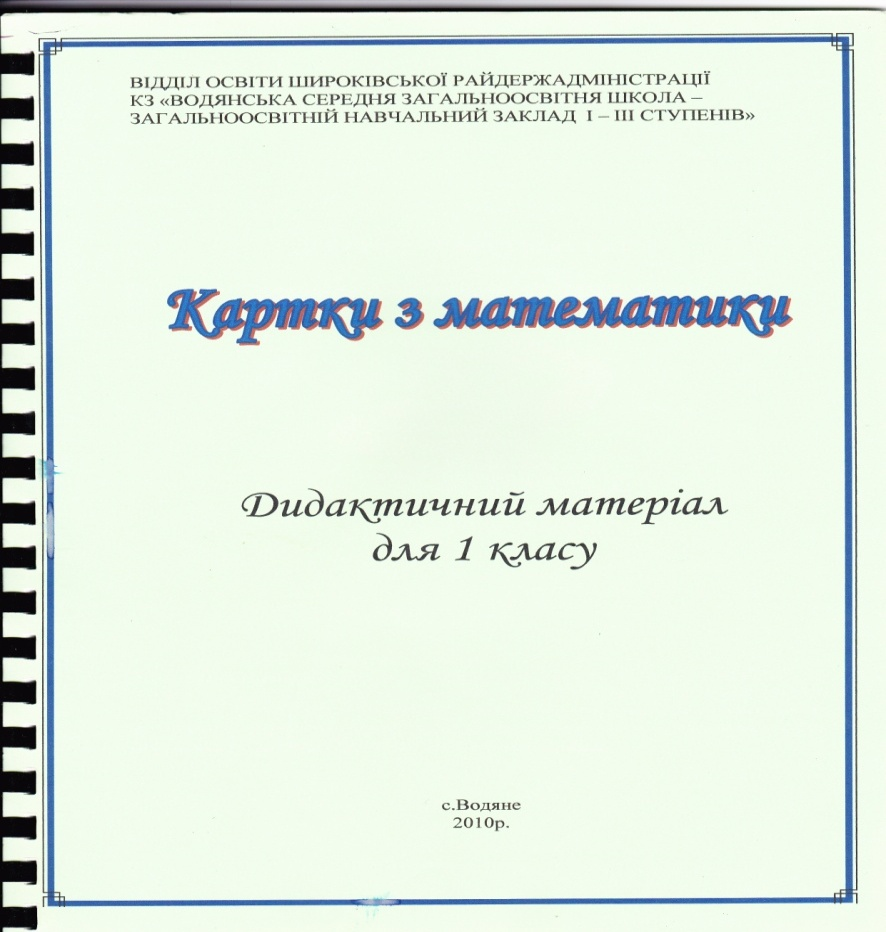 ВІДДІЛ ОСВІТИ ШИРОКІВСЬКОЇ РАЙДЕРЖАДМІНІСТРАЦІЇ
КЗ «ВОДЯНСЬКА СЕРЕДНЯ ЗАГАЛЬНООСВІТНЯ ШКОЛА –
ЗАГАЛЬНООСВІТНІЙ НАВЧАЛЬНИЙ ЗАКЛАД І – ІІІ СТУПЕНІВ»
Картки з математики
Дидактичний матеріал
для 1 класу
с.Водяне
2010р.